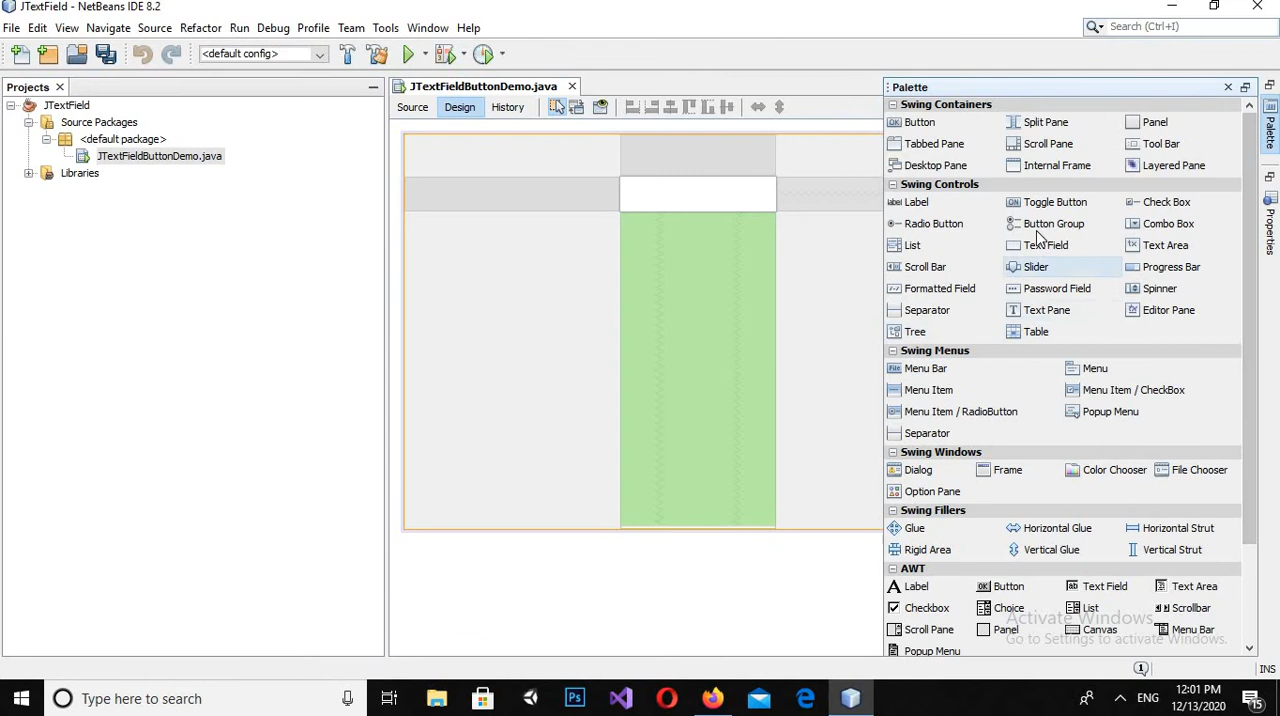 JTextField - NetBeans IDE 8.2
File Edit View Navigate Source Refactor Run Debug Profile Team Tools Window Help
Search (Ctrl+I)
<default config>
Projects
JTextField
Source Packages
<default package>
JTextFieldButtonDemo.java
Libraries
JTextFieldButtonDemo.java
Source Design History
Palette
Swing Containers
Button Split Pane Panel
Tabbed Pane Scroll Pane Tool Bar
Desktop Pane Internal Frame Layered Pane
Swing Controls
Label Toggle Button Check Box
Radio Button Button Group Combo Box
List Text Field Text Area
Scroll Bar Slider Progress Bar
Formatted Field Password Field Spinner
Separator Text Pane Editor Pane
Tree Table
Swing Menus
Menu Bar Menu
Menu Item Menu Item / CheckBox
Menu Item / RadioButton Popup Menu
Separator
Swing Windows
Dialog Frame Color Chooser File Chooser
Option Pane
Swing Fillers
Glue Horizontal Glue Horizontal Strut
Rigid Area Vertical Glue Vertical Strut
AWT
Label Button Text Field Text Area
Checkbox Choice List Scrollbar
Scroll Pane Panel Canvas Menu Bar
Popup Menu
Palette
Properties
Activate Windows
Go to Settings to activate Windows.
1 INS
Type here to search
ENG
12:01 PM
12/13/2020
15